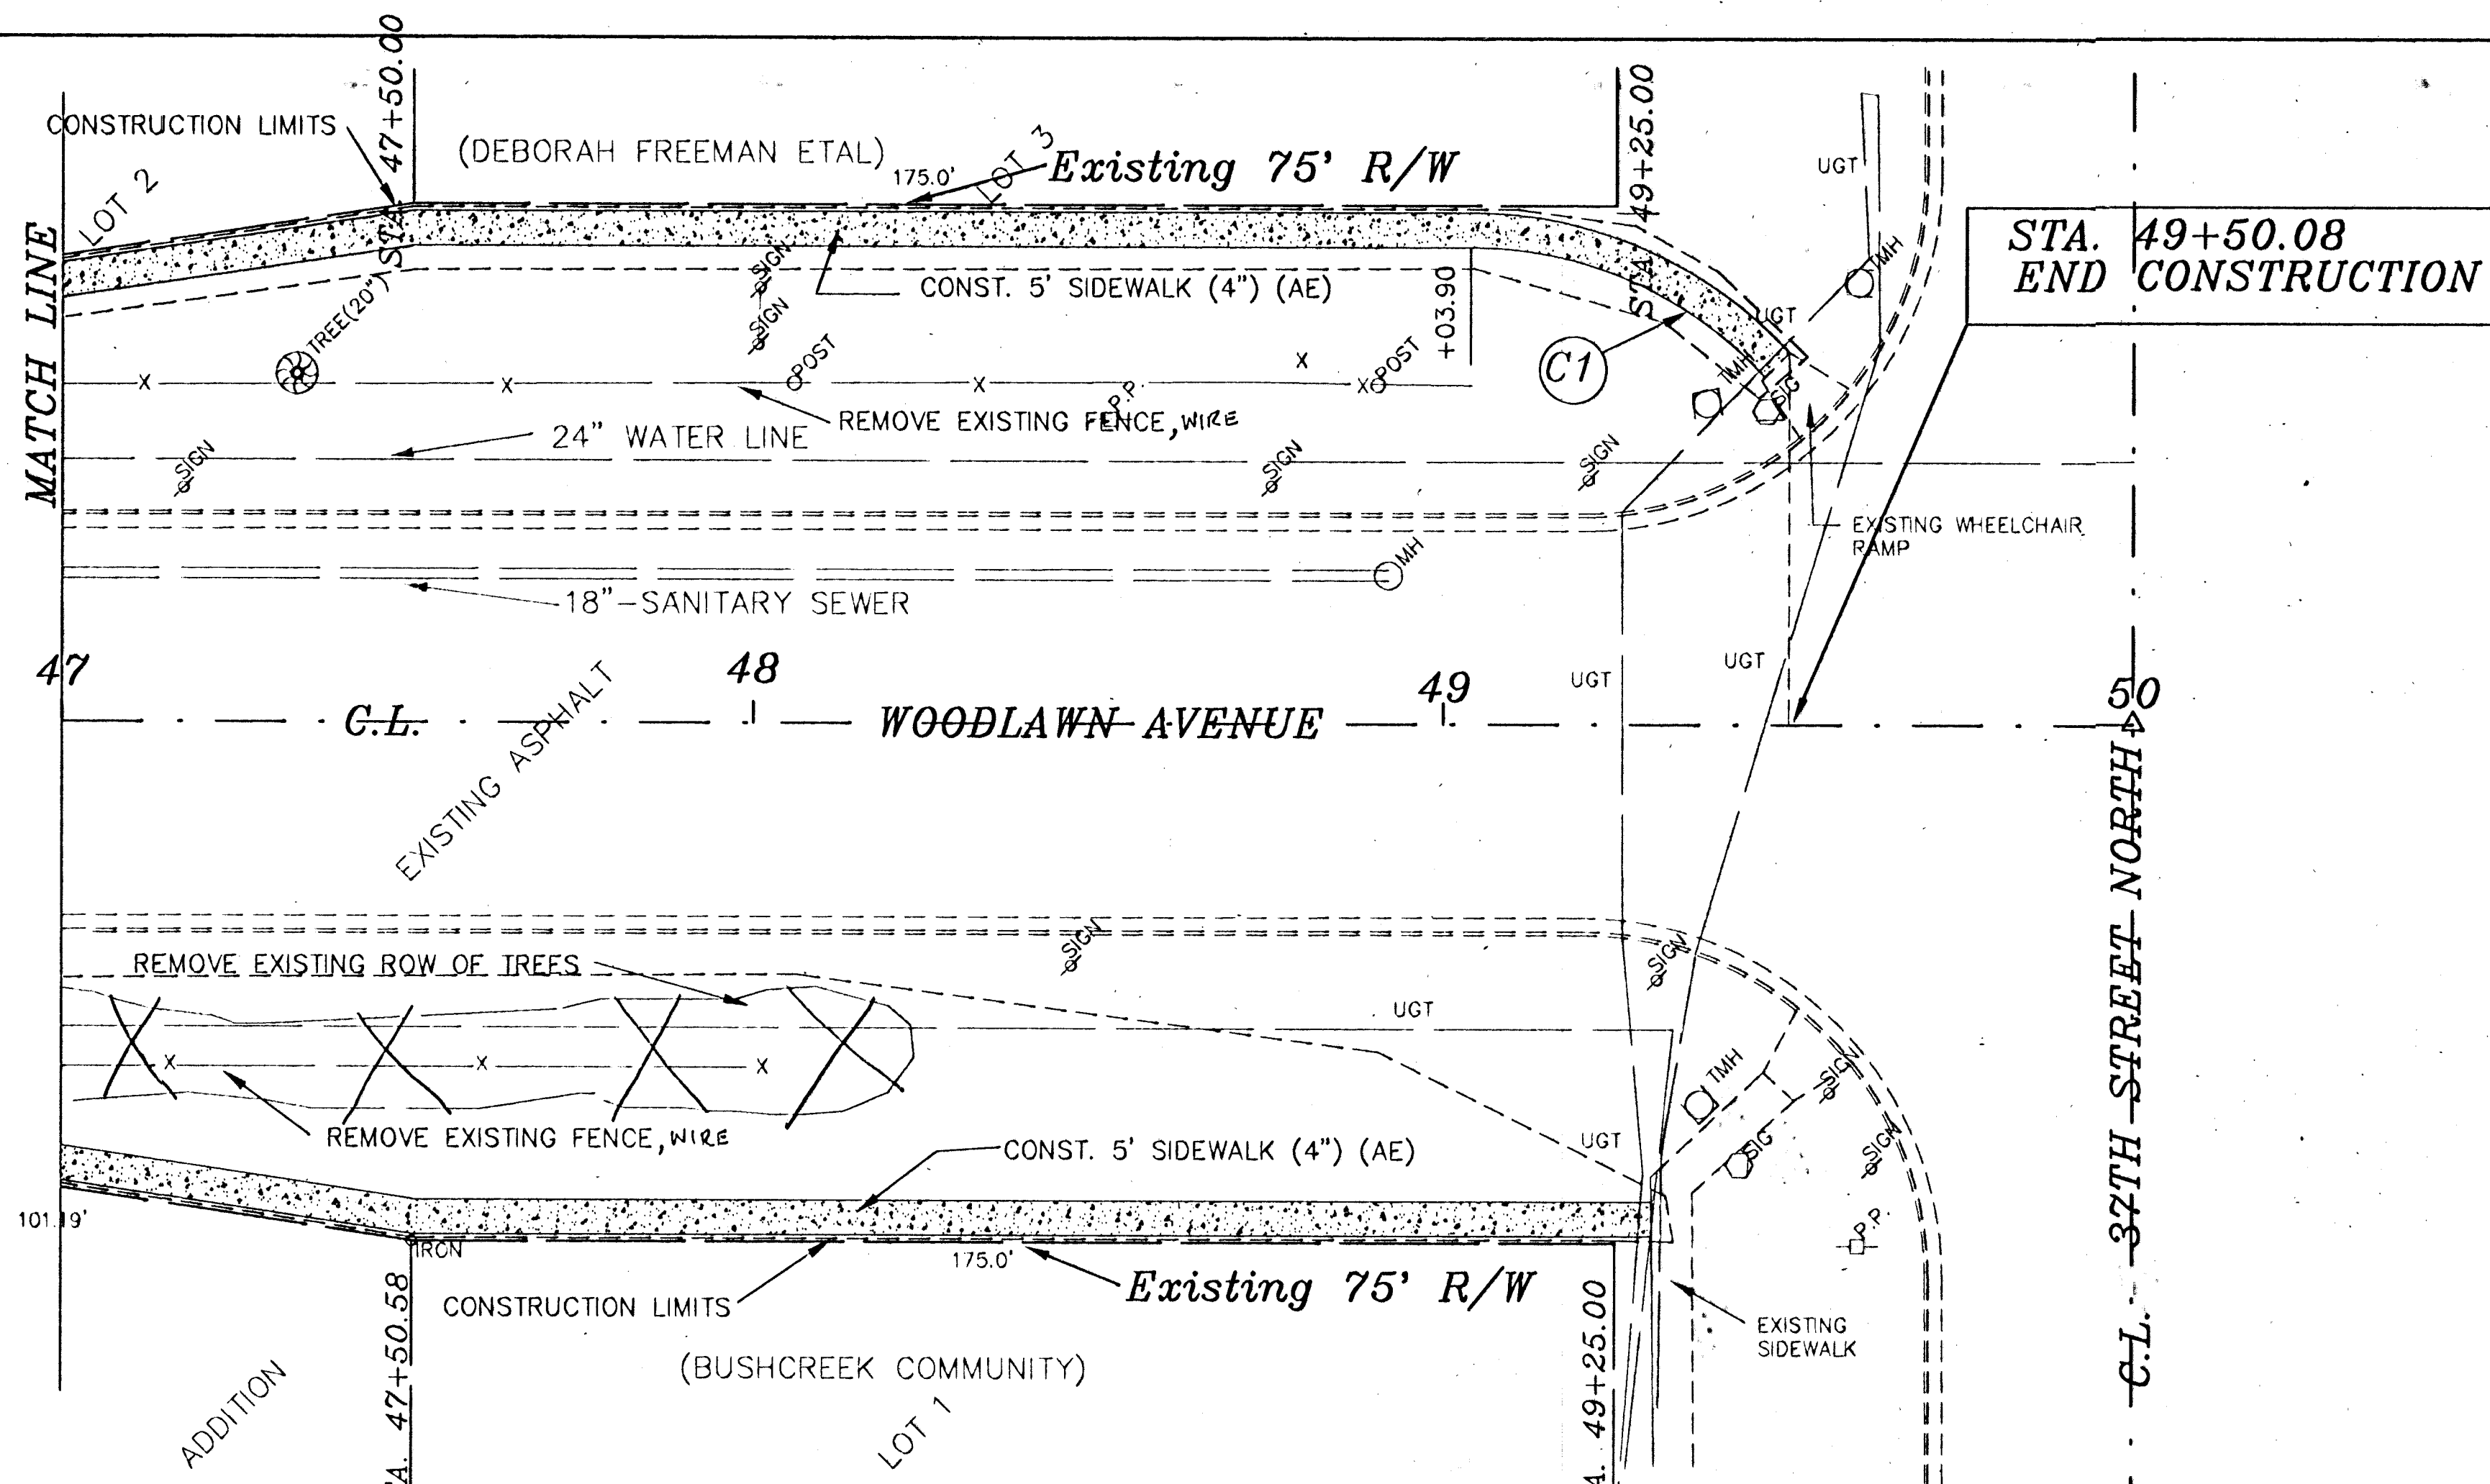 47+50.00
STA.
CONSTRUCTION LIMITS
LOT 2
(DEBORAH FREEMAN ETAL)
175.0'
LOT 3
Existing 75' R/W
49+25.00
STA.
UGT
TMH
STA. 49+50.08
END CONSTRUCTION
MATCH LINE
TREE(20")
SIGN
SIGN
CONST. 5' SIDEWALK (4") (AE)
+03.90
C1
UGT
X
X
X
X
X
POST
POST
P.P.
TMH
SIG
REMOVE EXISTING FENCE, WIRE
24" WATER LINE
SIGN
SIGN
SIGN
EXISTING WHEELCHAIR
RAMP
MH
18"-SANITARY SEWER
47
48
49
50
UGT
UGT
C.L.
WOODLAWN AVENUE
EXISTING ASPHALT
C.L. - 37TH STREET NORTH
REMOVE EXISTING ROW OF TREES
SIGN
SIGN
UGT
X
X
X
TMH
SIGN
REMOVE EXISTING FENCE, WIRE
CONST. 5' SIDEWALK (4") (AE)
UGT
SIG
SIGN
101.19'
IRON
175.0'
P.P.
Existing 75' R/W
CONSTRUCTION LIMITS
EXISTING
SIDEWALK
(BUSHCREEK COMMUNITY)
ADDITION
LOT 1
STA. 47+50.58
STA. 49+25.00